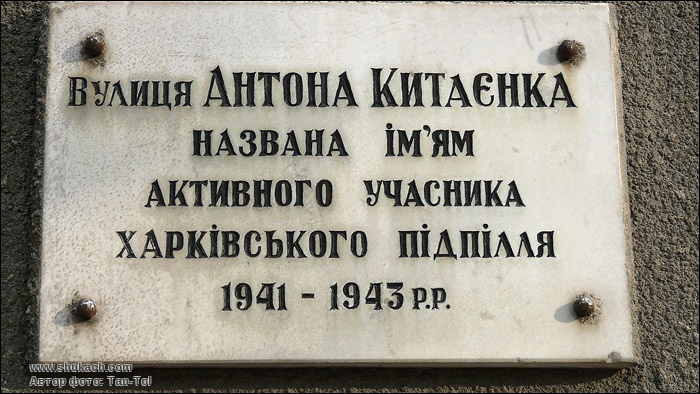 Вулиця Антона Китаєнка
названа ім'ям
активного учасника
харківського підпілля
1941 - 1943 р.р.
www.shukach.com
Автор фото: Tan-Tol